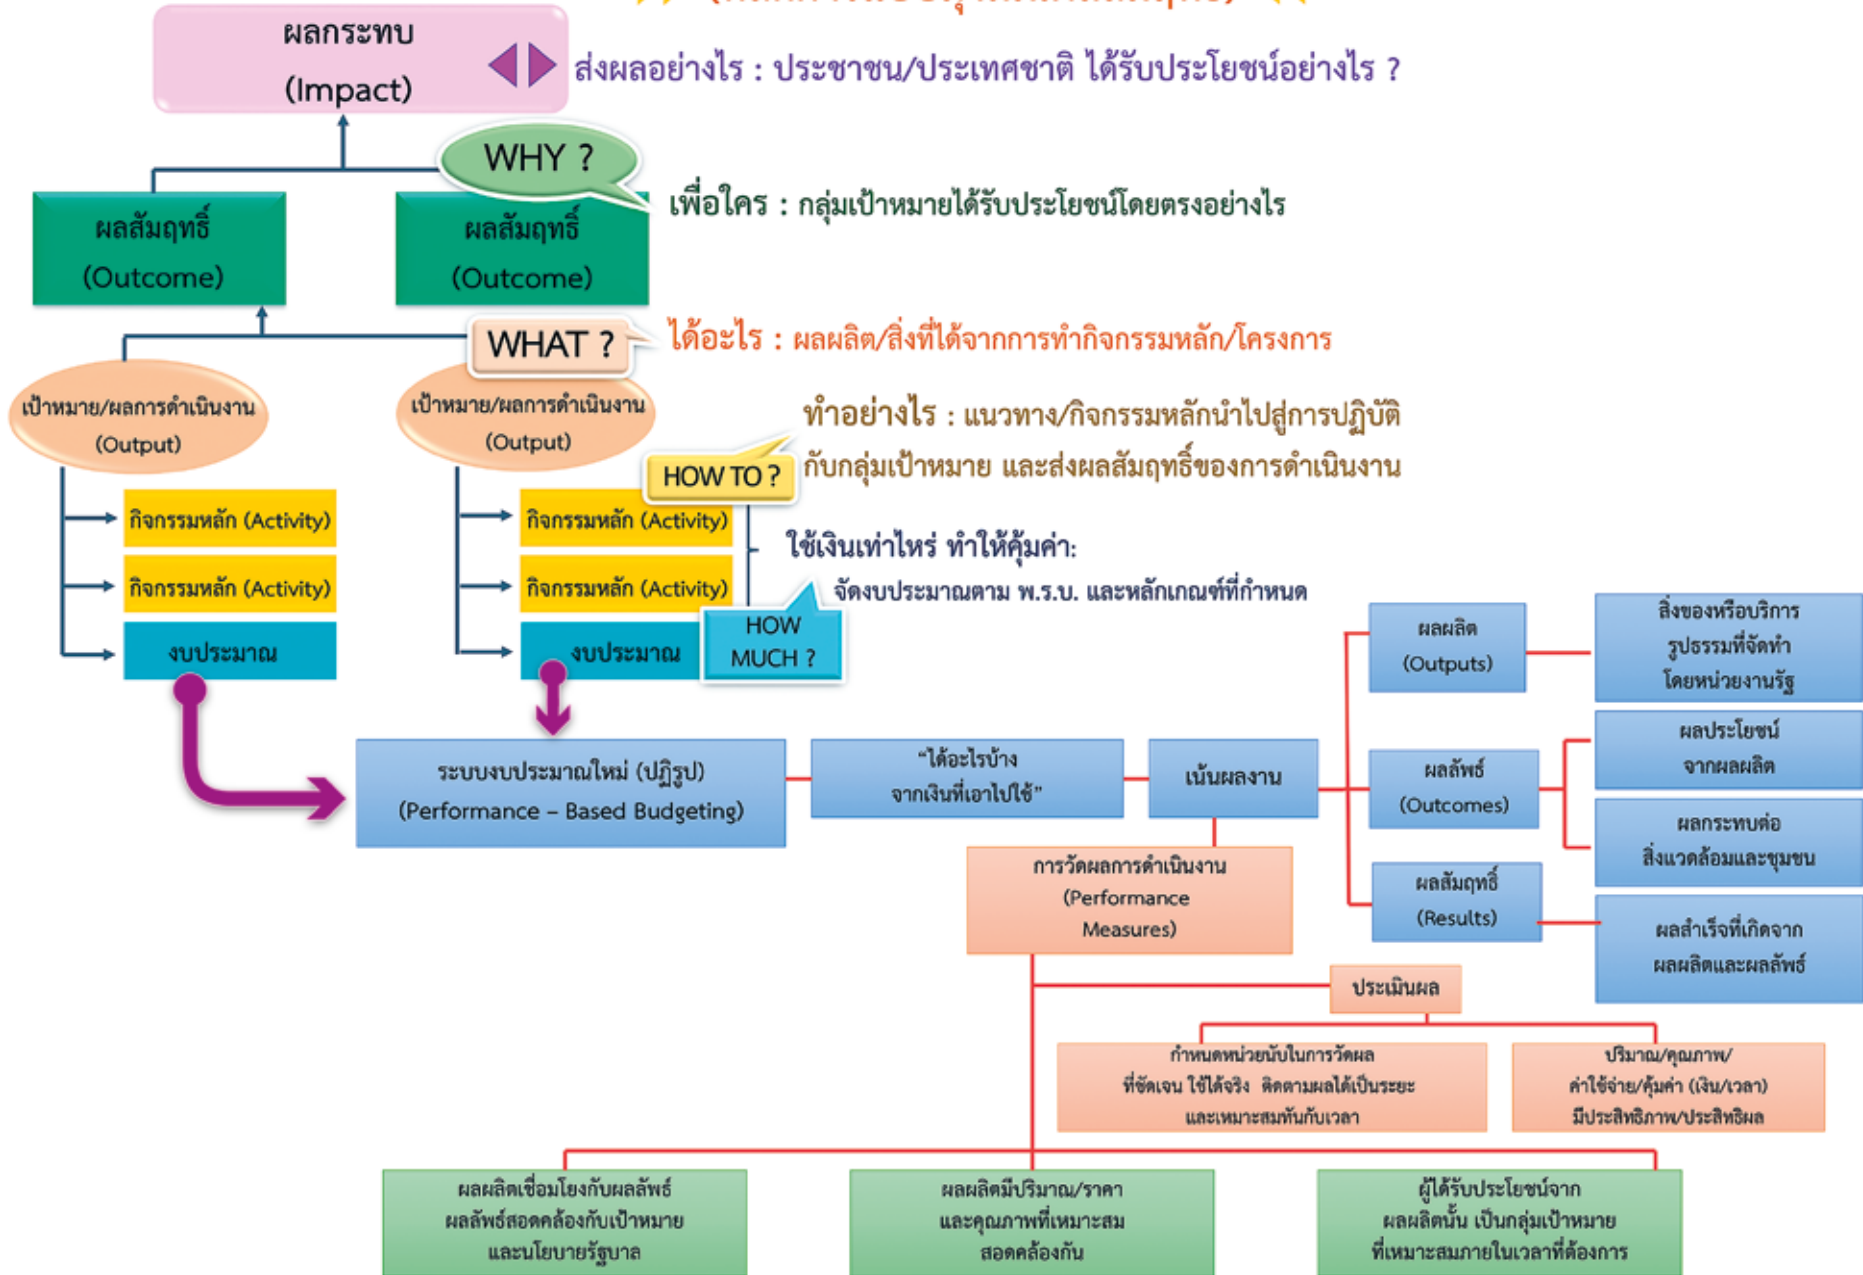 ผลกระทบ
(Impact)
ส่งผลอย่างไร : ประชาชน/ประเทศชาติ ได้รับประโยชน์อย่างไร ?
WHY ?
เพื่อใคร : กลุ่มเป้าหมายได้รับประโยชน์โดยตรงอย่างไร
ผลสัมฤทธิ์
(Outcome)
ผลสัมฤทธิ์
(Outcome)
WHAT ?
ได้อะไร : ผลผลิต/สิ่งที่ได้จากการทำกิจกรรมหลัก/โครงการ
เป้าหมาย/ผลการดำเนินงาน
(Output)
เป้าหมาย/ผลการดำเนินงาน
(Output)
ทำอย่างไร : แนวทาง/กิจกรรมหลักนำไปสู่การปฏิบัติ
กับกลุ่มเป้าหมาย และส่งผลสัมฤทธิ์ของการดำเนินงาน
HOW TO ?
กิจกรรมหลัก (Activity)
กิจกรรมหลัก (Activity)
งบประมาณ
กิจกรรมหลัก (Activity)
กิจกรรมหลัก (Activity)
งบประมาณ
ใช้เงินเท่าไหร่ ทำให้คุ้มค่า:
จัดงบประมาณตาม พ.ร.บ. และหลักเกณฑ์ที่กำหนด
HOW
MUCH ?
ระบบงบประมาณใหม่ (ปฏิรูป)
(Performance – Based Budgeting)
“ได้อะไรบ้าง
จากเงินที่เอาไปใช้”
เน้นผลงาน
ผลผลิต
(Outputs)
สิ่งของหรือบริการ
รูปธรรมที่จัดทำ
โดยหน่วยงานรัฐ
ผลลัพธ์
(Outcomes)
ผลประโยชน์
จากผลผลิต
ผลกระทบต่อ
สิ่งแวดล้อมและชุมชน
ผลสัมฤทธิ์
(Results)
ผลสำเร็จที่เกิดจาก
ผลผลิตและผลลัพธ์
การวัดผลการดำเนินงาน
(Performance
Measures)
ประเมินผล
กำหนดหน่วยนับในการวัดผล
ที่ชัดเจน ใช้ได้จริง ติดตามผลได้เป็นระยะ
และเหมาะสมทันกับเวลา
ปริมาณ/คุณภาพ/
ค่าใช้จ่าย/คุ้มค่า (เงิน/เวลา)
มีประสิทธิภาพ/ประสิทธิผล
ผลผลิตเชื่อมโยงกับผลลัพธ์
ผลลัพธ์สอดคล้องกับเป้าหมาย
และนโยบายรัฐบาล
ผลผลิตมีปริมาณ/ราคา
และคุณภาพที่เหมาะสม
สอดคล้องกัน
ผู้ได้รับประโยชน์จาก
ผลผลิตนั้น เป็นกลุ่มเป้าหมาย
ที่เหมาะสมภายในเวลาที่ต้องการ